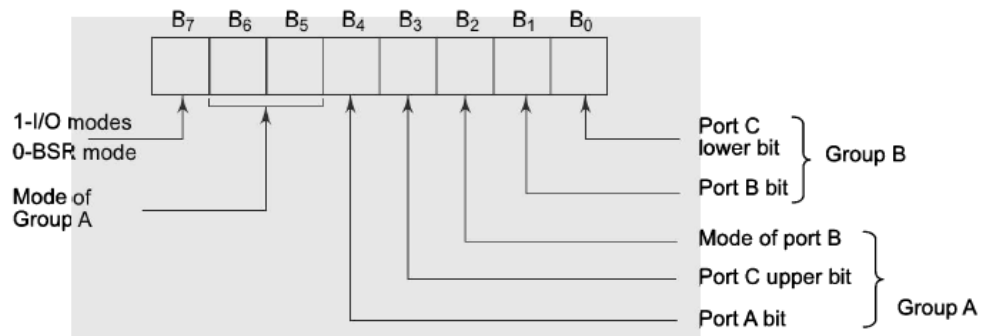 B7 B6 B5 B4 B3 B2 B1 B0
1-I/O modes
0-BSR mode
Mode of
Group A
Port C
lower bit
Group B
Port B bit
Mode of port B
Port C upper bit
Group A
Port A bit